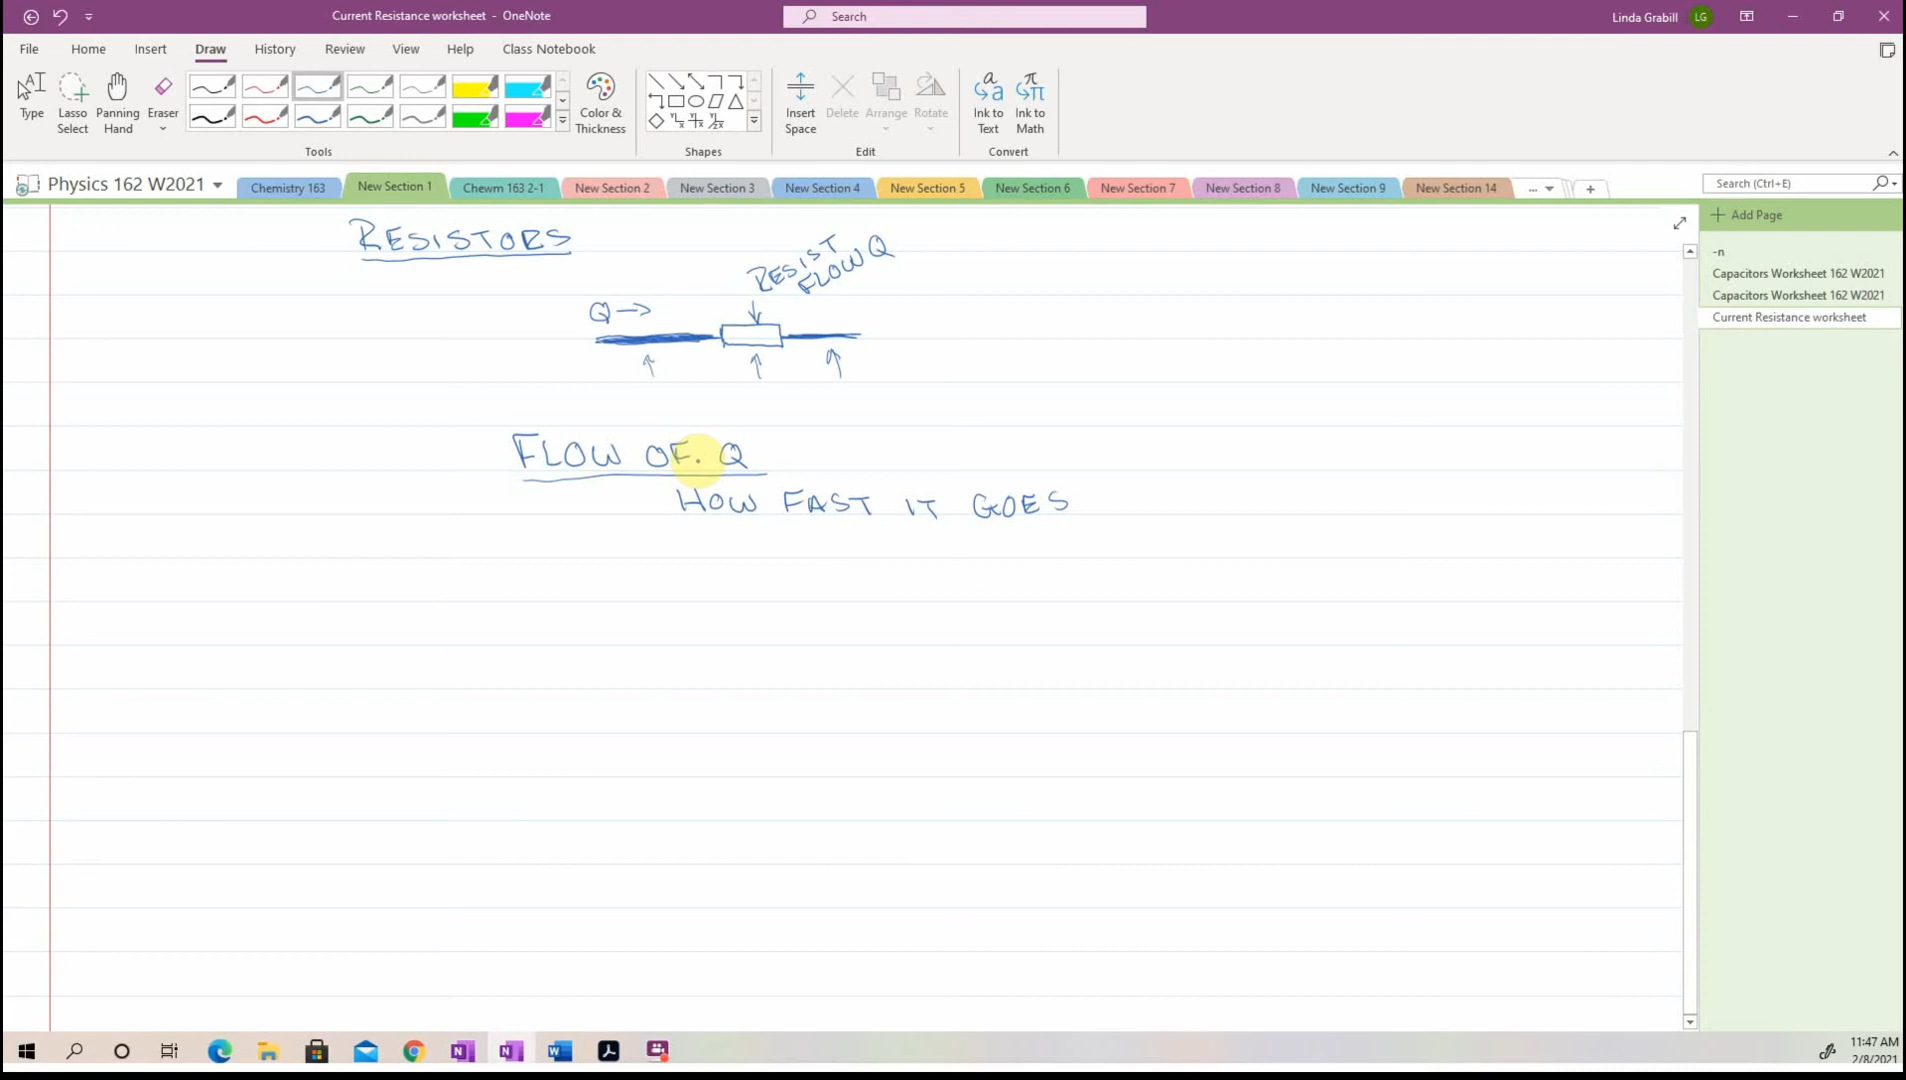 Current Resistance worksheet - OneNote
Search
Linda Grabill LG
File Home Insert Draw History Review View Help Class Notebook
Type
Lasso Select
Panning Hand
Eraser
Color & Thickness
Insert Space
Delete
Arrange
Rotate
Ink to Text
Ink to Math
Tools Shapes Edit Convert
Physics 162 W2021
Chemistry 163 New Section 1 Chewm 163 2-1 New Section 2 New Section 3 New Section 4 New Section 5 New Section 6 New Section 7 New Section 8 New Section 9 New Section 14 ... +
Search (Ctrl+E)
Add Page
-n
Capacitors Worksheet 162 W2021
Capacitors Worksheet 162 W2021
Current Resistance worksheet
RESISTORS
RESIST
FLOW Q
Q →
FLOW OF. Q
HOW FAST IT GOES
11:47 AM
2/8/2021